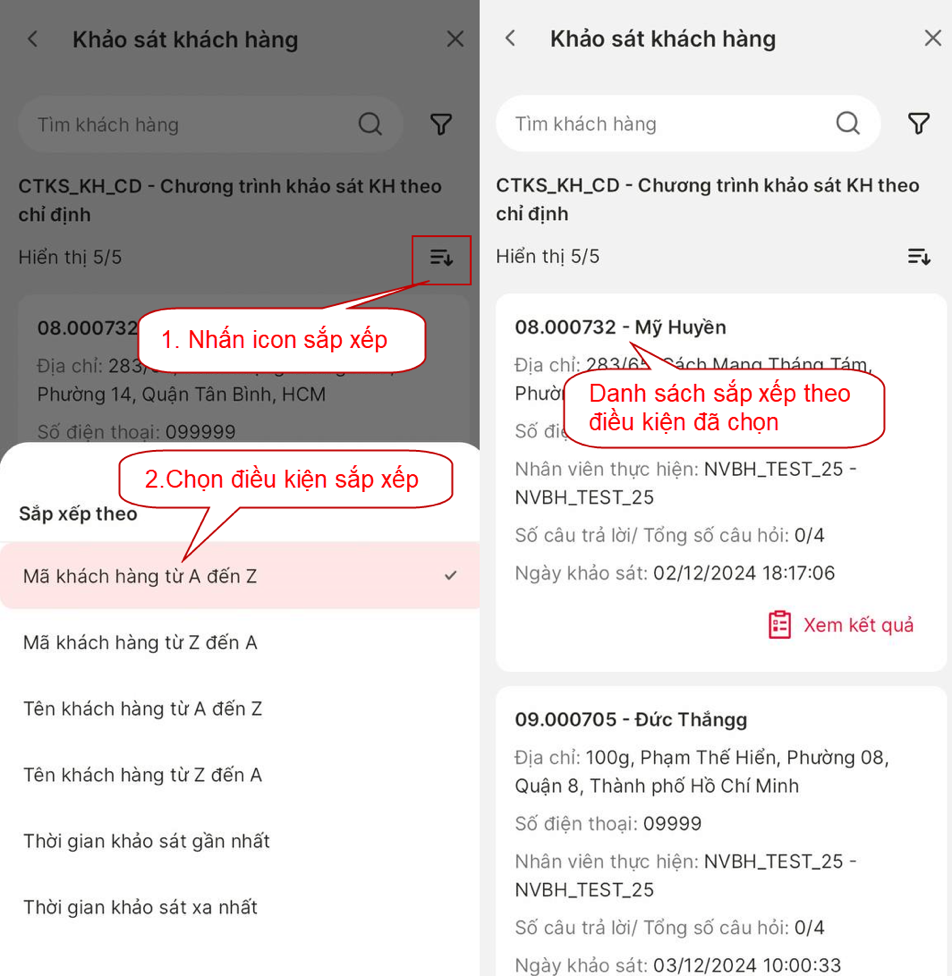 Khảo sát khách hàng
Tìm khách hàng
CTKS_KH_CD - Chương trình khảo sát KH theo
chỉ định
Hiển thị 5/5
08.000732
1. Nhấn icon sắp xếp
Địa chỉ: 283/
Phường 14, Quận Tân Bình, HCM
Số điện thoại: 099999
2.Chọn điều kiện sắp xếp
Sắp xếp theo
Mã khách hàng từ A đến Z
Mã khách hàng từ Z đến A
Tên khách hàng từ A đến Z
Tên khách hàng từ Z đến A
Thời gian khảo sát gần nhất
Thời gian khảo sát xa nhất
Khảo sát khách hàng
Tìm khách hàng
CTKS_KH_CD - Chương trình khảo sát KH theo
chỉ định
Hiển thị 5/5
08.000732 - Mỹ Huyền
Địa chỉ: 283/65, Cách Mạng Tháng Tám,
Danh sách sắp xếp theo
điều kiện đã chọn
Nhân viên thực hiện: NVBH_TEST_25 -
NVBH_TEST_25
Số câu trả lời/ Tổng số câu hỏi: 0/4
Ngày khảo sát: 02/12/2024 18:17:06
Xem kết quả
09.000705 - Đức Thắngg
Địa chỉ: 100g, Phạm Thế Hiển, Phường 08,
Quận 8, Thành phố Hồ Chí Minh
Số điện thoại: 09999
Nhân viên thực hiện: NVBH_TEST_25 -
NVBH_TEST_25
Số câu trả lời/ Tổng số câu hỏi: 0/4
Ngày khảo sát: 03/12/2024 10:00:33